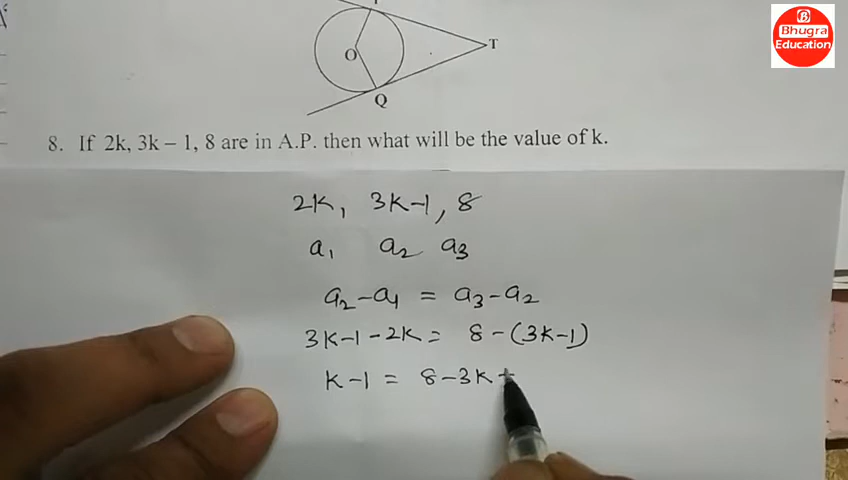 Bhugra
Education
O
T
Q
8. If 2k, 3k – 1, 8 are in A.P. then what will be the value of k.
2k, 3k-1, 8
a₁ a₂ a₃
a₂-a₁ = a₃-a₂
3k-1-2k = 8-(3k-1)
k-1 = 8-3k+